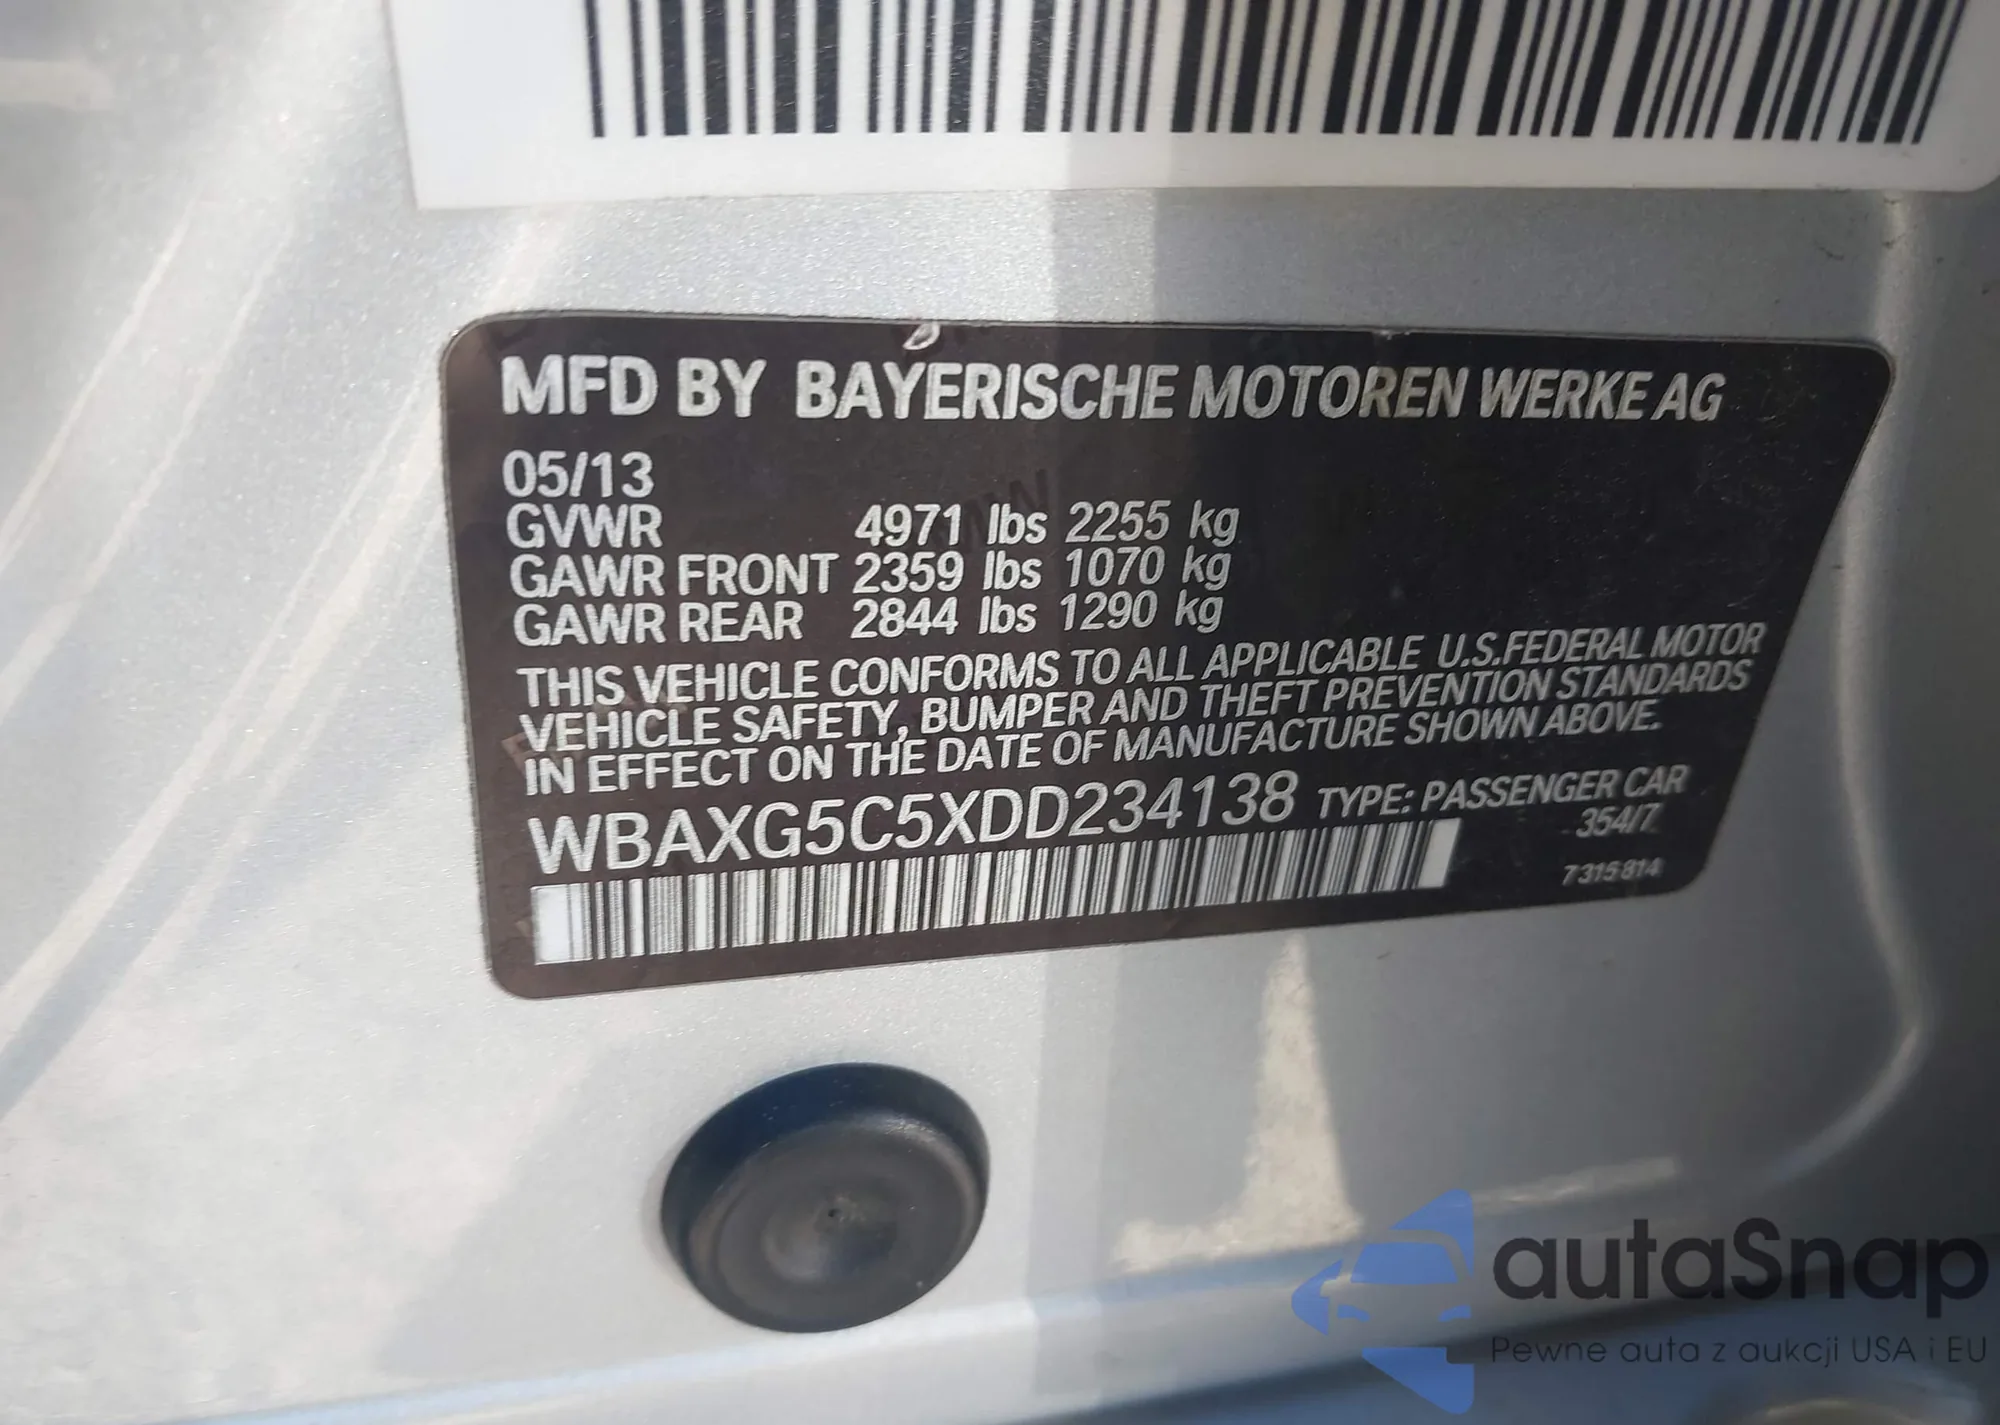 MFD BY BAYERISCHE MOTOREN WERKE AG
05/13
GVWR 4971 lbs 2255 kg
GAWR FRONT 2359 lbs 1070 kg
GAWR REAR 2844 lbs 1290 kg
THIS VEHICLE CONFORMS TO ALL APPLICABLE U.S.FEDERAL MOTOR
VEHICLE SAFETY, BUMPER AND THEFT PREVENTION STANDARDS
IN EFFECT ON THE DATE OF MANUFACTURE SHOWN ABOVE.
WBAXG5C5XDD234138 TYPE: PASSENGER CAR
354/7
7 315 814
autaSnap
Pewne auta z aukcji USA i EU